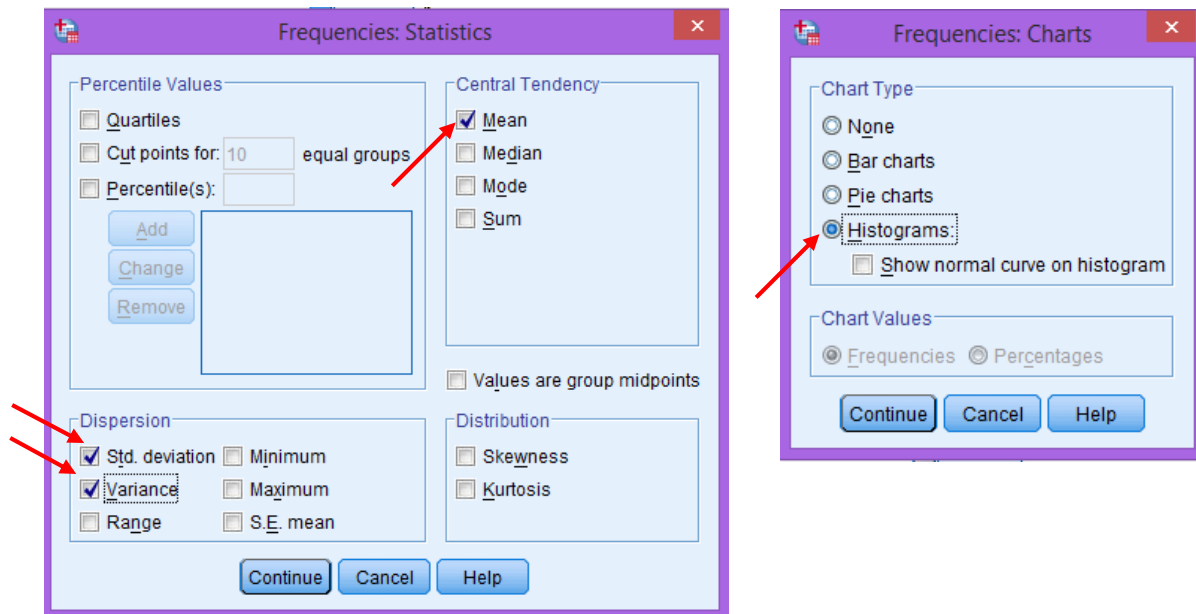 Frequencies: Statistics
Percentile Values
Quartiles
Cut points for: 10 equal groups
Percentile(s):
Add
Change
Remove
Central Tendency
Mean
Median
Mode
Sum
Values are group midpoints
Dispersion
Std. deviation Minimum
Variance Maximum
Range S.E. mean
Distribution
Skewness
Kurtosis
Continue Cancel Help
Frequencies: Charts
Chart Type
None
Bar charts
Pie charts
Histograms:
Show normal curve on histogram
Chart Values
Frequencies Percentages
Continue Cancel Help